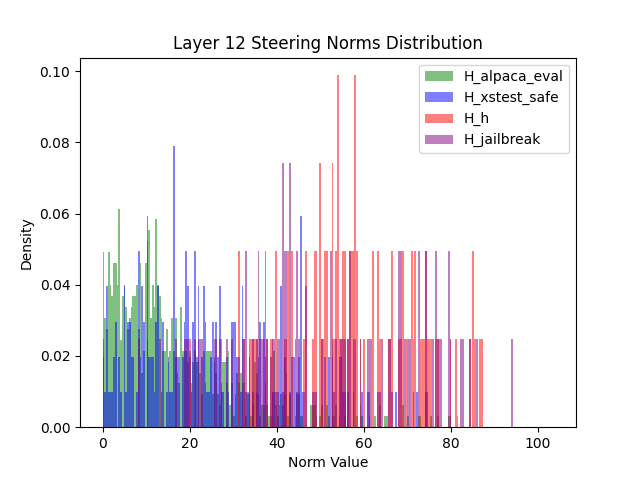 Layer 12 Steering Norms Distribution
H_alpaca_eval
H_xstest_safe
H_h
H_jailbreak
Density
0.10
0.08
0.06
0.04
0.02
0.00
0 20 40 60 80 100
Norm Value